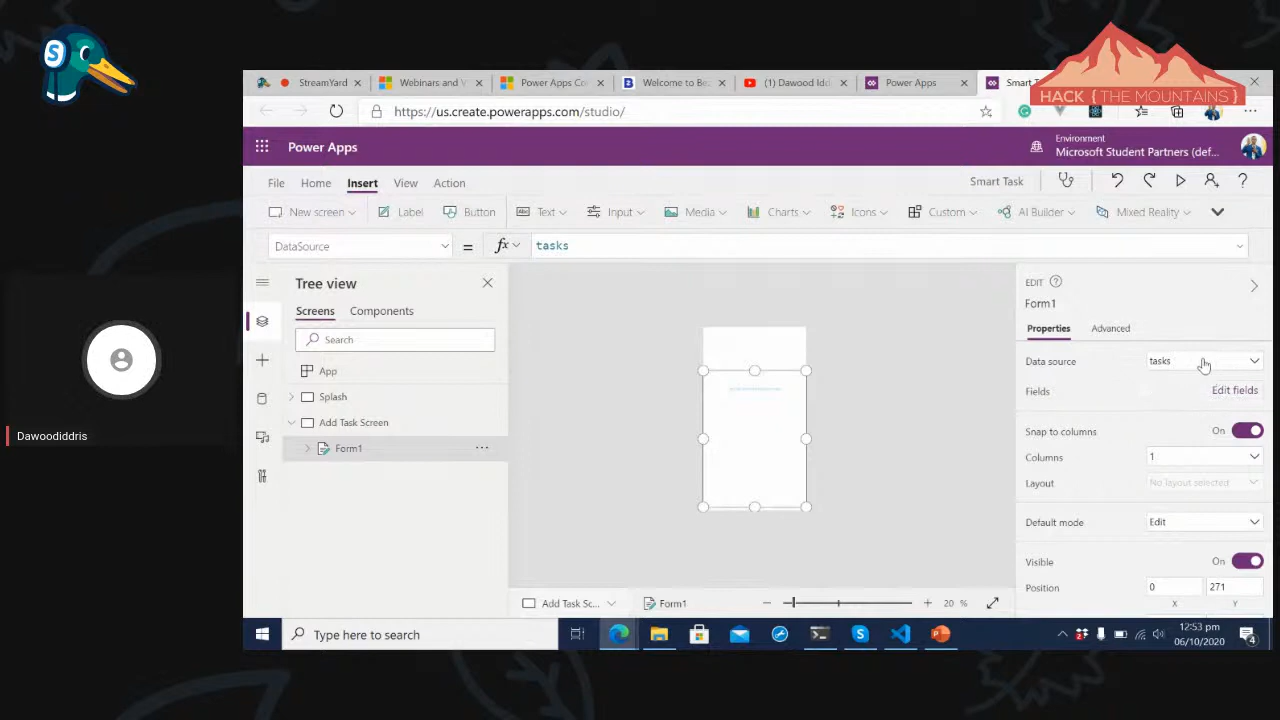 S
HACK {THE MOUNTAINS}
StreamYard
Webinars and V
Power Apps Co
Welcome to Be
(1) Dawood Idd
Power Apps
Smart T
https://us.create.powerapps.com/studio/
Power Apps
Environment
Microsoft Student Partners (def...
File
Home
Insert
View
Action
Smart Task
New screen
Label
Button
Text
Input
Media
Charts
Icons
Custom
AI Builder
Mixed Reality
DataSource
=
fx
tasks
Tree view
Screens
Components
Search
App
Splash
Add Task Screen
Form1
EDIT
Form1
Properties
Advanced
Data source
tasks
Fields
Edit fields
Snap to columns
On
Columns
1
Layout
No layout selected
Default mode
Edit
Visible
On
Position
0
271
X
Y
Add Task Sc...
Form1
20 %
Dawoodiddris
Type here to search
12:53 pm
06/10/2020
4